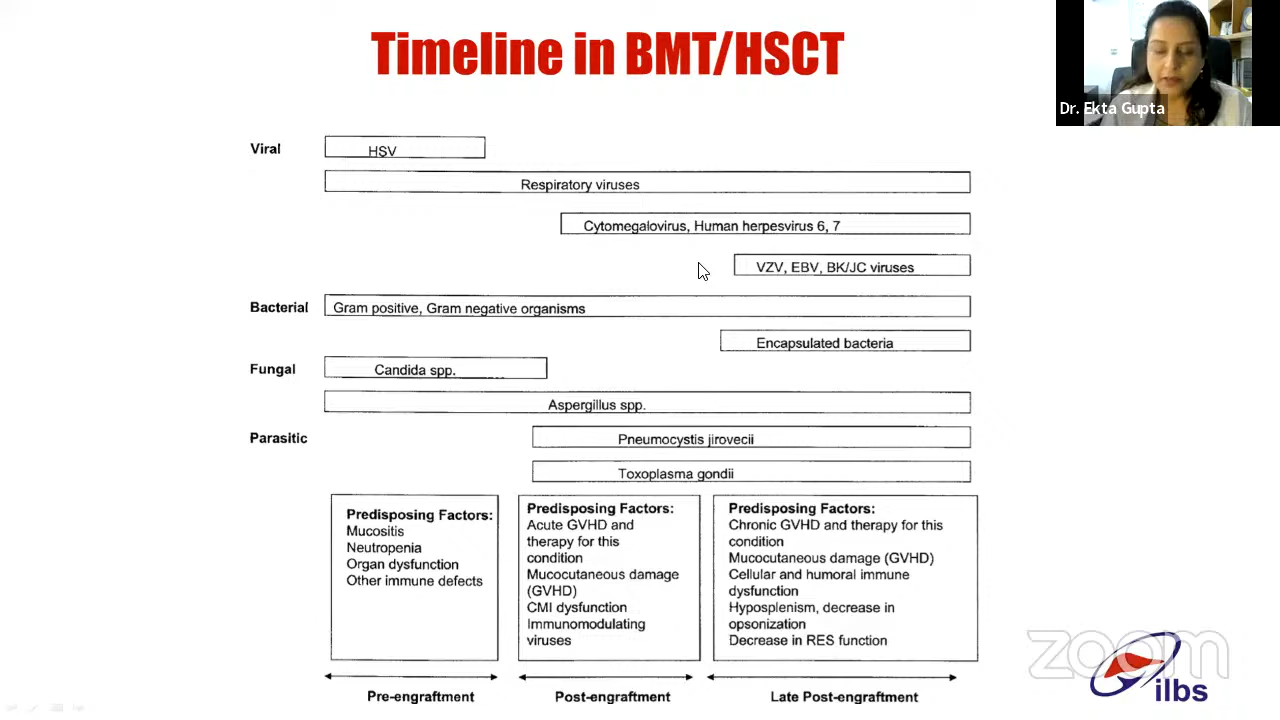 Timeline in BMT/HSCT
Dr. Ekta Gupta
Viral
HSV
Respiratory viruses
Cytomegalovirus, Human herpesvirus 6, 7
VZV, EBV, BK/JC viruses
Bacterial
Gram positive, Gram negative organisms
Encapsulated bacteria
Fungal
Candida spp.
Aspergillus spp.
Parasitic
Pneumocystis jirovecii
Toxoplasma gondii
Predisposing Factors:
Mucositis
Neutropenia
Organ dysfunction
Other immune defects
Predisposing Factors:
Acute GVHD and
therapy for this
condition
Mucocutaneous damage
(GVHD)
CMI dysfunction
Immunomodulating
viruses
Predisposing Factors:
Chronic GVHD and therapy for this
condition
Mucocutaneous damage (GVHD)
Cellular and humoral immune
dysfunction
Hyposplenism, decrease in
opsonization
Decrease in RES function
Pre-engraftment
Post-engraftment
Late Post-engraftment
zoom
ilbs